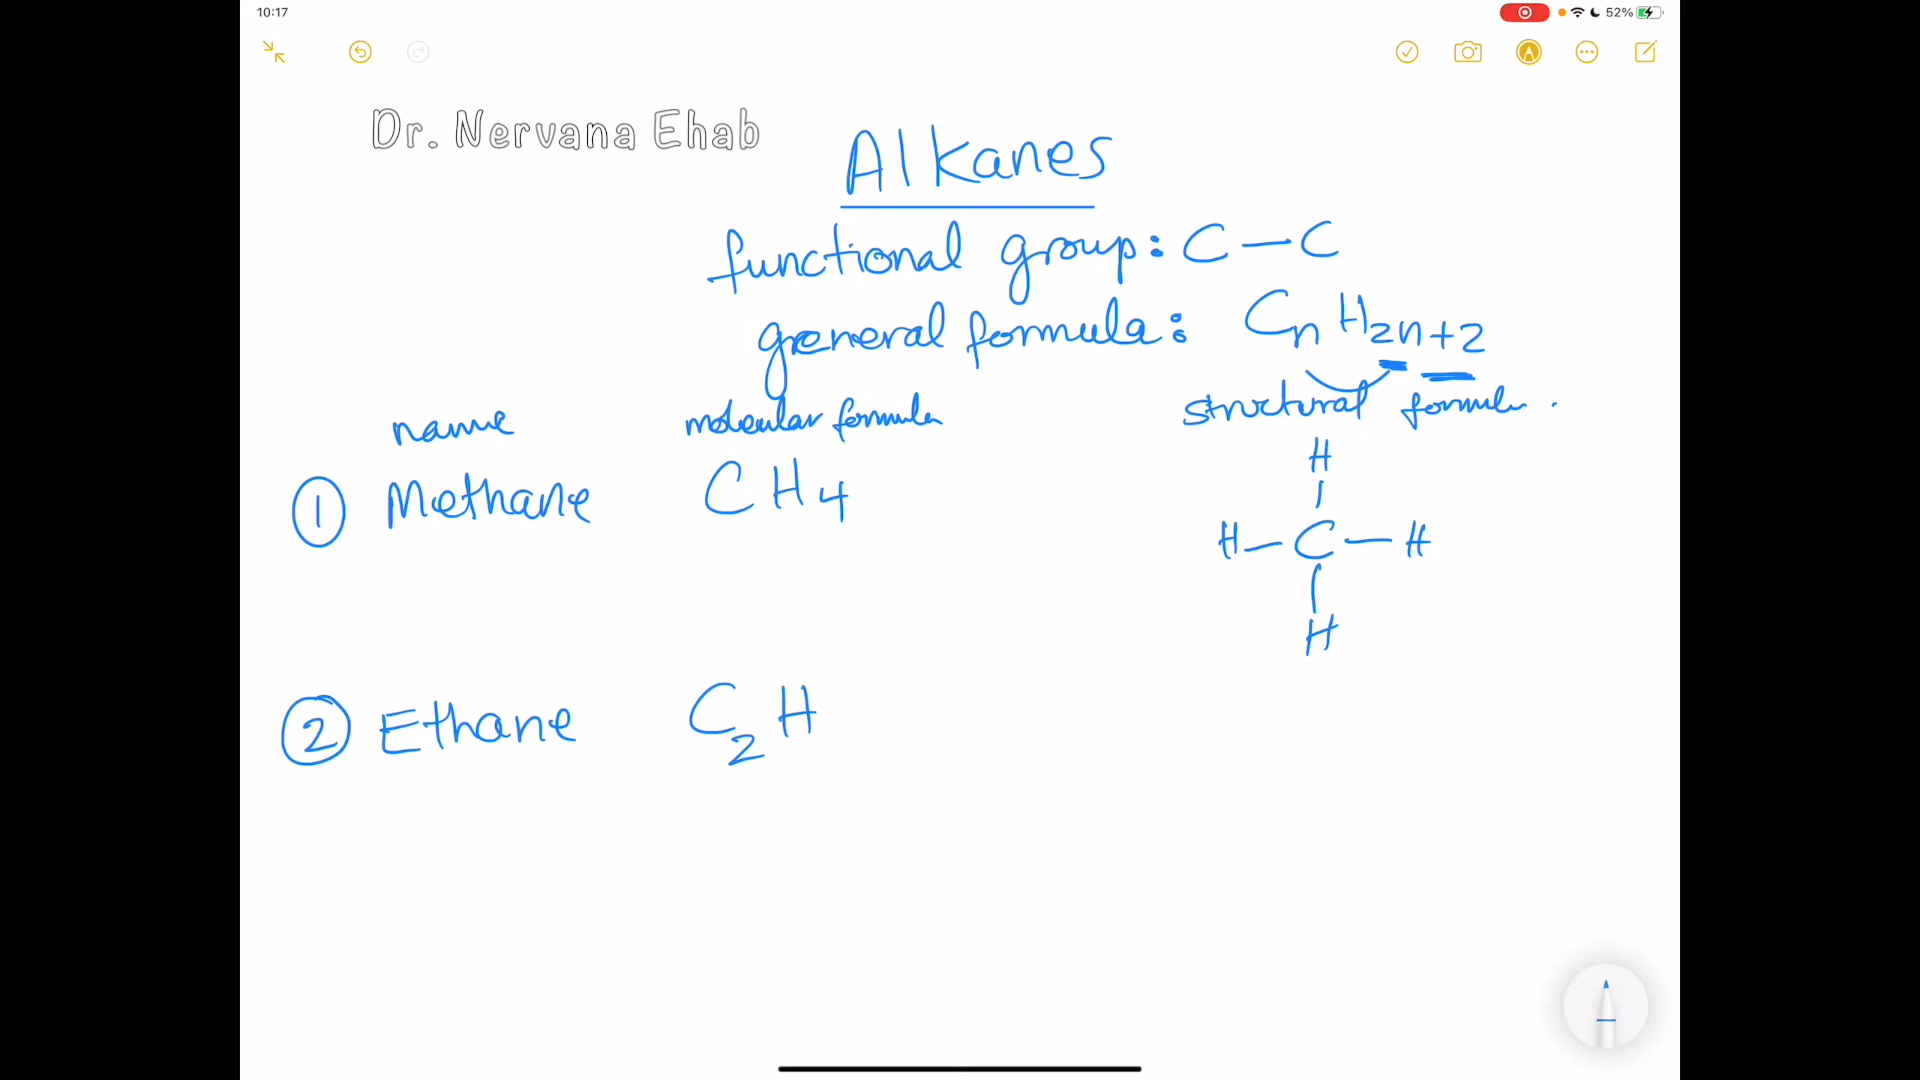 10:17
52%
Dr. Nervana Ehab
Alkanes
functional group: C—C
general formula: CnH2n+2
name molecular formula structural formula.
① Methane CH4
H
H—C—H
H
② Ethane C2H